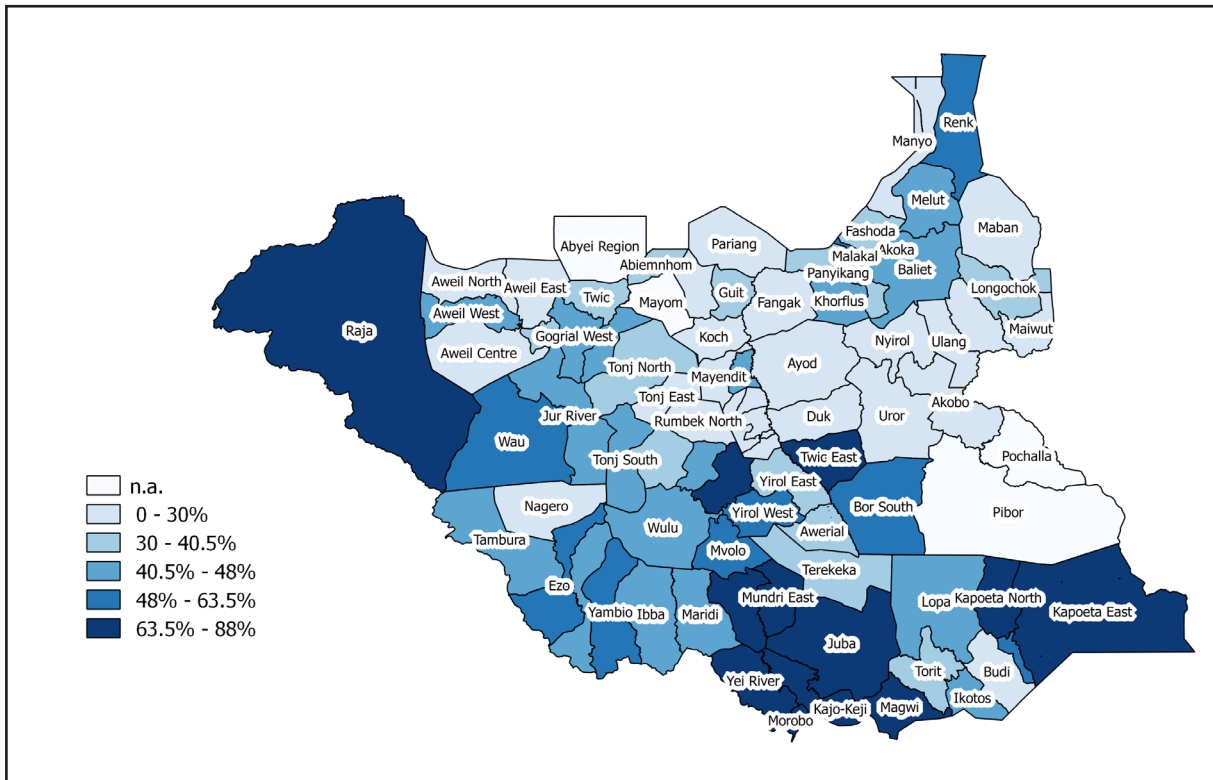 Renk
Manyo
Melut
Maban
Fashoda
Abyei Region
Pariang
Akoka
Malakal
Abiemnhom
Baliet
Panyikang
Aweil North
Aweil East
Twic
Guit
Longochok
Mayom
Fangak
Khorflus
Maiwut
Aweil West
Raja
Gogrial West
Koch
Nyirol
Ulang
Aweil Centre
Ayod
Tonj North
Mayendit
Tonj East
Akobo
Jur River
Rumbek North
Duk
Uror
Wau
Twic East
Pochalla
Tonj South
Yirol East
n.a.
Nagero
Bor South
Pibor
0 - 30%
Yirol West
Wulu
Awerial
30 - 40.5%
Tambura
Mvolo
Terekeka
40.5% - 48%
Ezo
48% - 63.5%
Mundri East
Lopa
Kapoeta North
Kapoeta East
Yambio
Ibba
Maridi
63.5% - 88%
Juba
Torit
Budi
Yei River
Ikotos
Kajo-Keji
Magwi
Morobo